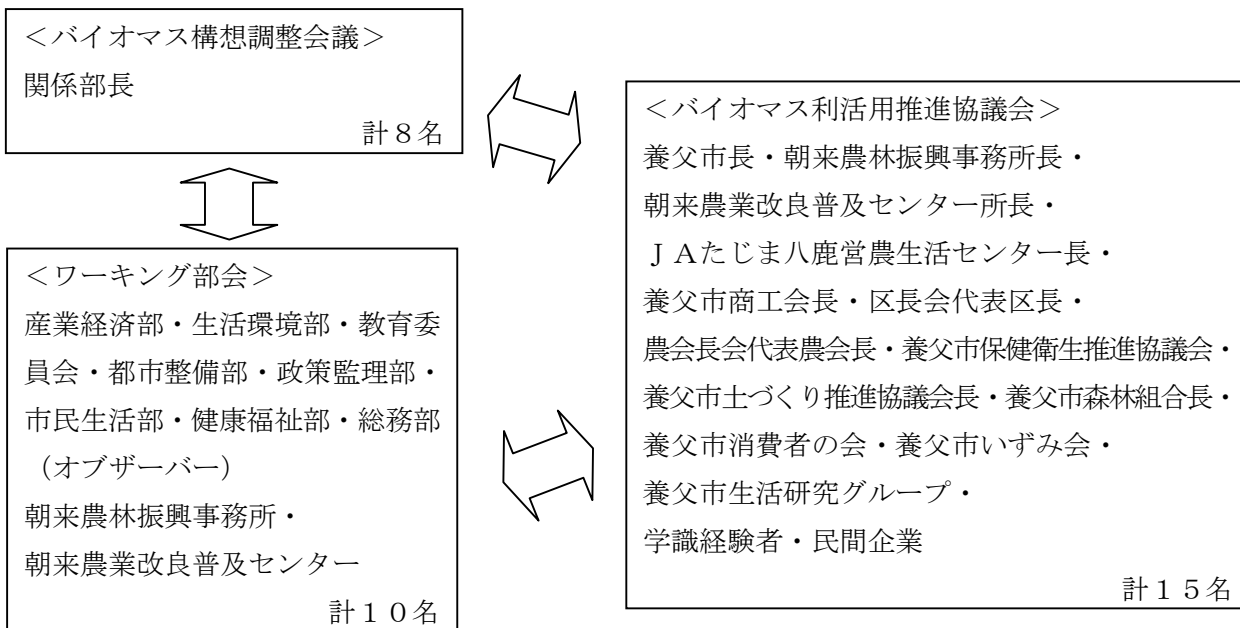 ＜バイオマス構想調整会議＞
関係部長
計８名
＜ワーキング部会＞
産業経済部・生活環境部・教育委
員会・都市整備部・政策監理部・
市民生活部・健康福祉部・総務部
（オブザーバー）
朝来農林振興事務所・
朝来農業改良普及センター
計１０名
＜バイオマス利活用推進協議会＞
養父市長・朝来農林振興事務所長・
朝来農業改良普及センター所長・
ＪＡたじま八鹿営農生活センター長・
養父市商工会長・区長会代表区長・
農会長会代表農会長・養父市保健衛生推進協議会・
養父市土づくり推進協議会長・養父市森林組合長・
養父市消費者の会・養父市いずみ会・
養父市生活研究グループ・
学識経験者・民間企業
計１５名